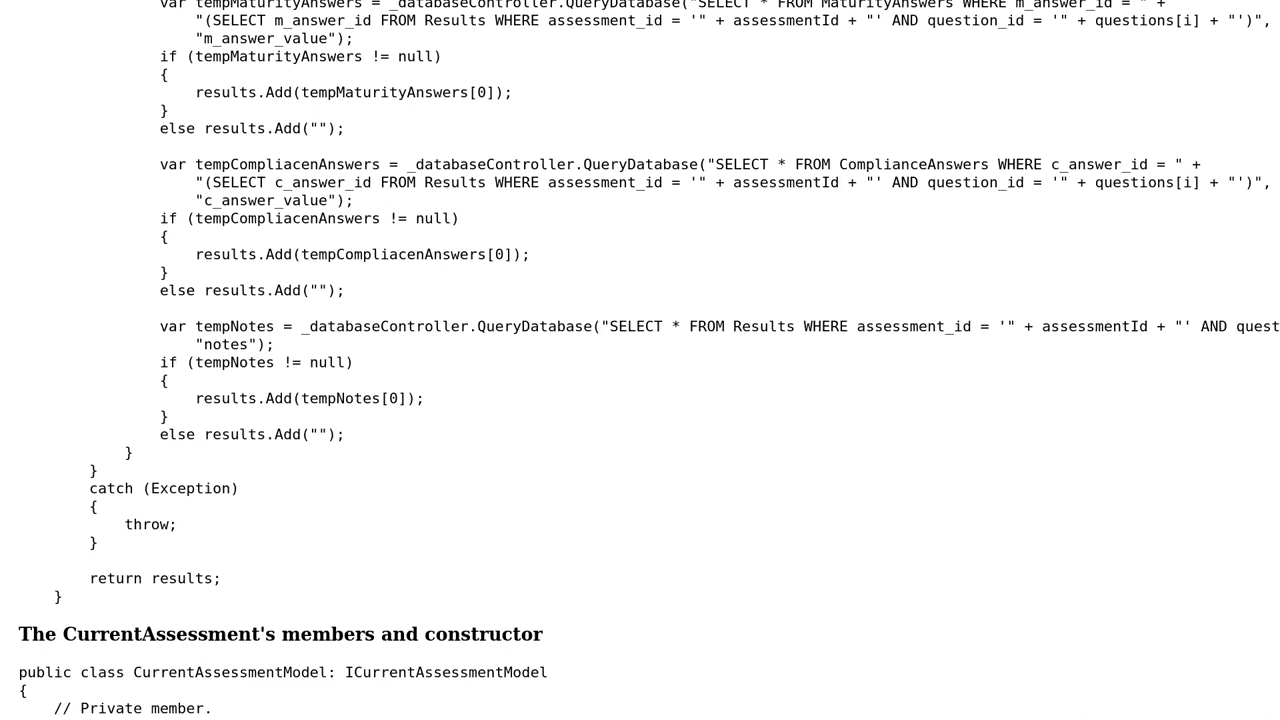 var tempMaturityAnswers = _databaseController.QueryDatabase("SELECT * FROM MaturityAnswers WHERE m_answer_id = " +
"(SELECT m_answer_id FROM Results WHERE assessment_id = '" + assessmentId + "' AND question_id = '" + questions[i] + "')",
"m_answer_value");
if (tempMaturityAnswers != null)
{
results.Add(tempMaturityAnswers[0]);
}
else results.Add("");
var tempCompliacenAnswers = _databaseController.QueryDatabase("SELECT * FROM ComplianceAnswers WHERE c_answer_id = " +
"(SELECT c_answer_id FROM Results WHERE assessment_id = '" + assessmentId + "' AND question_id = '" + questions[i] + "')",
"c_answer_value");
if (tempCompliacenAnswers != null)
{
results.Add(tempCompliacenAnswers[0]);
}
else results.Add("");
var tempNotes = _databaseController.QueryDatabase("SELECT * FROM Results WHERE assessment_id = '" + assessmentId + "' AND quest
"notes");
if (tempNotes != null)
{
results.Add(tempNotes[0]);
}
else results.Add("");
}
}
catch (Exception)
{
throw;
}
return results;
}
The CurrentAssessment's members and constructor
public class CurrentAssessmentModel: ICurrentAssessmentModel
{
// Private member.